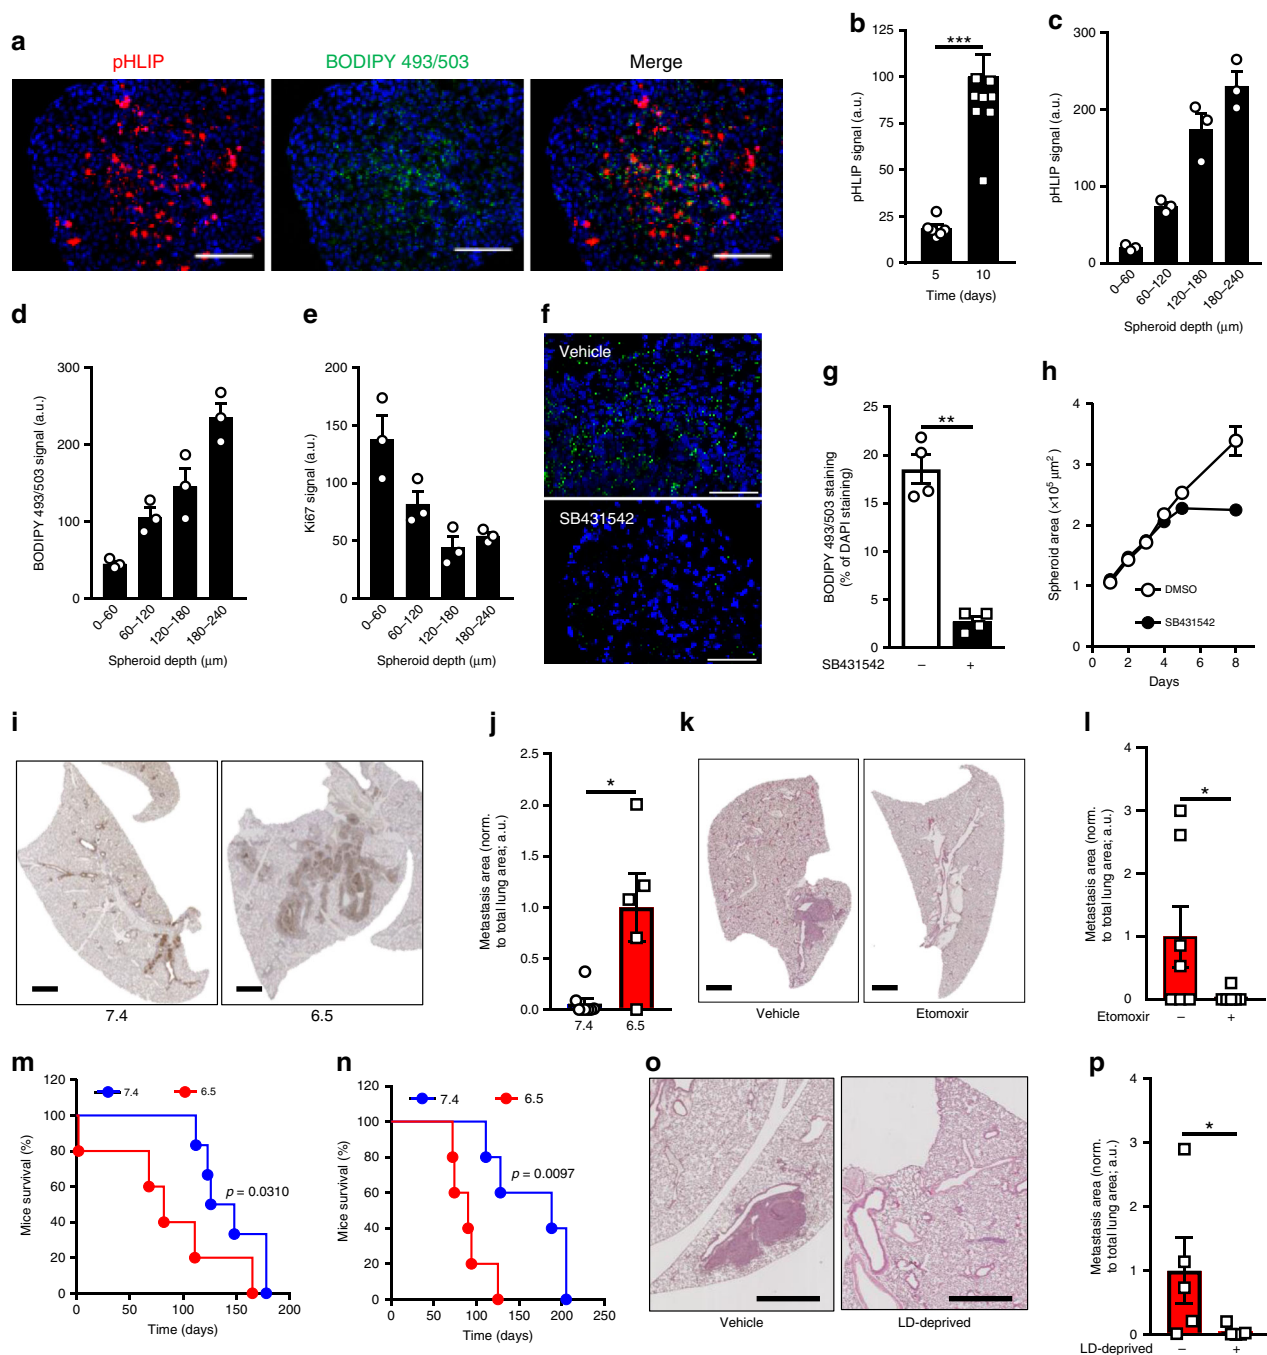 a
pHLIP
BODIPY 493/503
Merge
b
pHLIP signal (a.u.)
125
100
75
50
25
0
***
5
10
Time (days)
c
pHLIP signal (a.u.)
300
200
100
0
0–60
60–120
120–180
180–240
Spheroid depth (μm)
d
BODIPY 493/503 signal (a.u.)
300
200
100
0
0–60
60–120
120–180
180–240
Spheroid depth (μm)
e
Ki67 signal (a.u.)
200
150
100
50
0
0–60
60–120
120–180
180–240
Spheroid depth (μm)
f
Vehicle
SB431542
g
BODIPY 493/503 staining
(% of DAPI staining)
25
20
15
10
5
0
**
SB431542
–
+
h
Spheroid area (×10⁵ μm²)
4
3
2
1
0
DMSO
SB431542
0
2
4
6
8
Days
i
7.4
6.5
j
Metastasis area (norm.
to total lung area; a.u.)
2.5
2.0
1.5
1.0
0.5
0.0
*
7.4
6.5
k
Vehicle
Etomoxir
l
Metastasis area (norm.
to total lung area; a.u.)
4
3
2
1
0
*
Etomoxir
–
+
m
Mice survival (%)
120
100
80
60
40
20
0
7.4
6.5
p = 0.0310
0
50
100
150
200
Time (days)
n
Mice survival (%)
120
100
80
60
40
20
0
7.4
6.5
p = 0.0097
0
50
100
150
200
250
Time (days)
o
Vehicle
LD-deprived
p
Metastasis area (norm.
to total lung area; a.u.)
4
3
2
1
0
*
LD-deprived
–
+